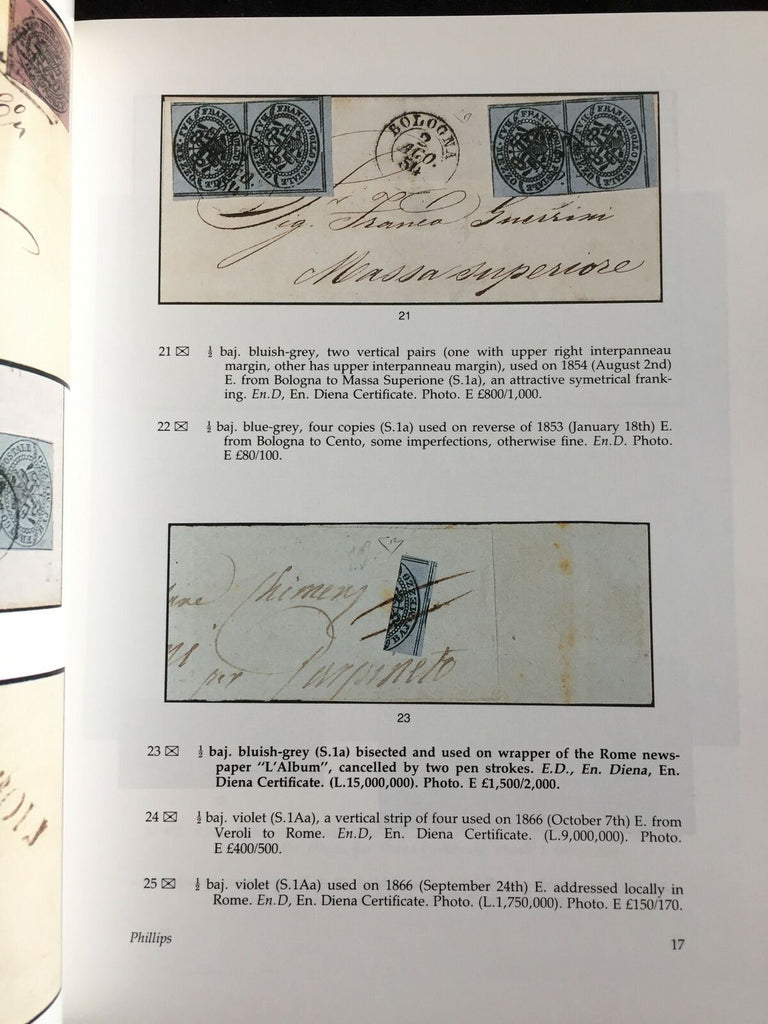 FRANCO BOLLO POSTALE
BOLOGNA
2
AGO.
54
Sig. Franco Guerrini
Massa Superiore
21
21 ✉ ½ baj. bluish-grey, two vertical pairs (one with upper right interpanneau
margin, other has upper interpanneau margin), used on 1854 (August 2nd)
E. from Bologna to Massa Superione (S.1a), an attractive symetrical frank-
ing. En.D, En. Diena Certificate. Photo. E £800/1,000.
22 ✉ ½ baj. blue-grey, four copies (S.1a) used on reverse of 1853 (January 18th) E.
from Bologna to Cento, some imperfections, otherwise fine. En.D. Photo.
E £80/100.
MEZZO
BAJ
per Carpineto
23
23 ✉ ½ baj. bluish-grey (S.1a) bisected and used on wrapper of the Rome news-
paper “L'Album”, cancelled by two pen strokes. E.D., En. Diena, En.
Diena Certificate. (L.15,000,000). Photo. E £1,500/2,000.
24 ✉ ½ baj. violet (S.1Aa), a vertical strip of four used on 1866 (October 7th) E. from
Veroli to Rome. En.D, En. Diena Certificate. (L.9,000,000). Photo.
E £400/500.
25 ✉ ½ baj. violet (S.1Aa) used on 1866 (September 24th) E. addressed locally in
Rome. En.D, En. Diena Certificate. Photo. (L.1,750,000). Photo. E £150/170.
Phillips
17